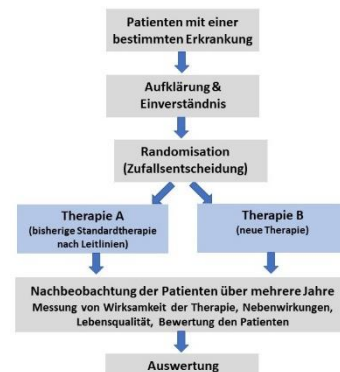 Patienten mit einer
bestimmten Erkrankung
Aufklärung &
Einverständnis
Randomisation
(Zufallsentscheidung)
Therapie A
(bisherige Standardtherapie
nach Leitlinien)
Therapie B
(neue Therapie)
Nachbeobachtung der Patienten über mehrere Jahre
Messung von Wirksamkeit der Therapie, Nebenwirkungen,
Lebensqualität, Bewertung den Patienten
Auswertung